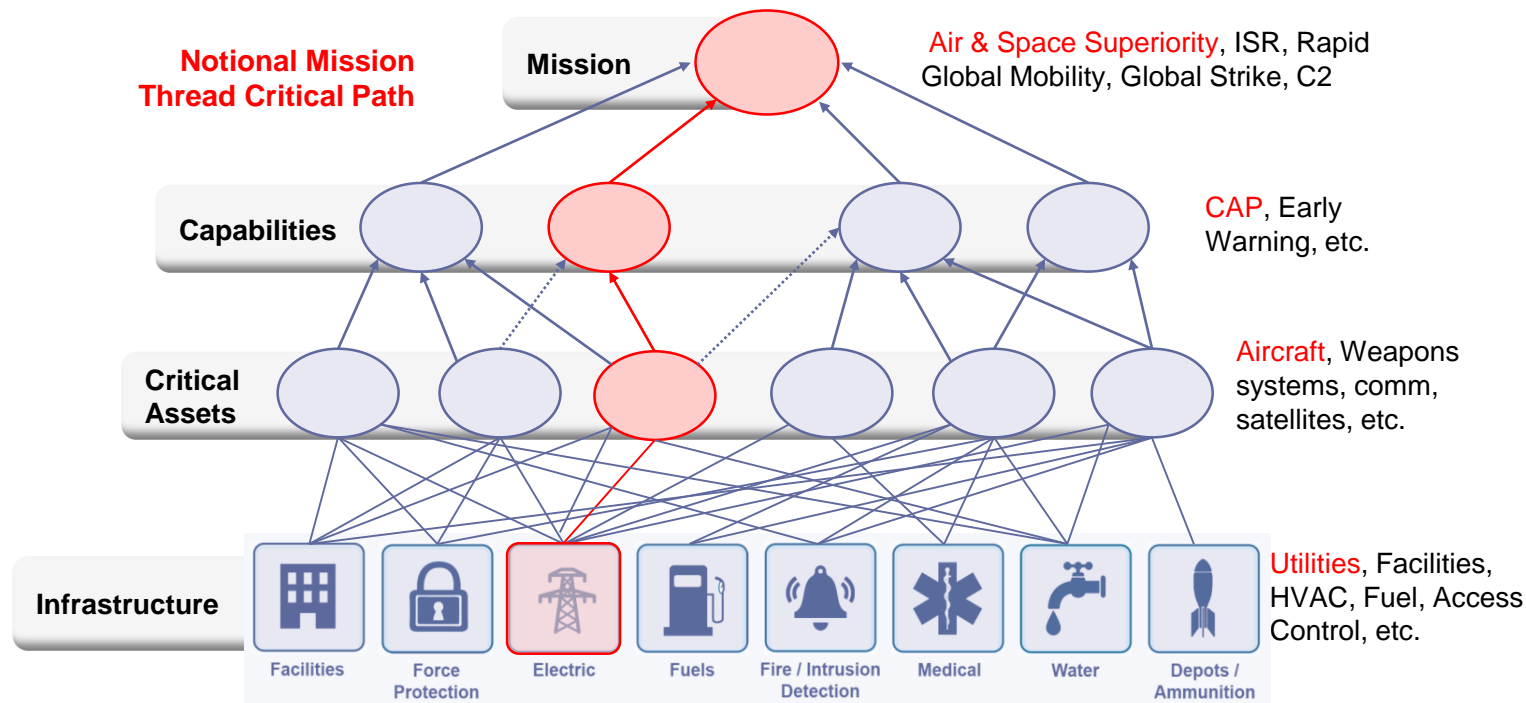 Notional Mission
Thread Critical Path
Mission
Air & Space Superiority, ISR, Rapid
Global Mobility, Global Strike, C2
Capabilities
CAP, Early
Warning, etc.
Critical
Assets
Aircraft, Weapons
systems, comm,
satellites, etc.
Infrastructure
Utilities, Facilities,
HVAC, Fuel, Access
Control, etc.
Facilities
Force
Protection
Electric
Fuels
Fire / Intrusion
Detection
Medical
Water
Depots /
Ammunition